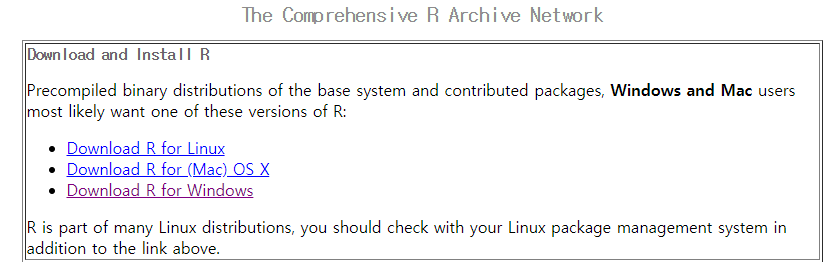 The Comprehensive R Archive Network
Download and Install R
Precompiled binary distributions of the base system and contributed packages, Windows and Mac users
most likely want one of these versions of R:
Download R for Linux
Download R for (Mac) OS X
Download R for Windows
R is part of many Linux distributions, you should check with your Linux package management system in
addition to the link above.